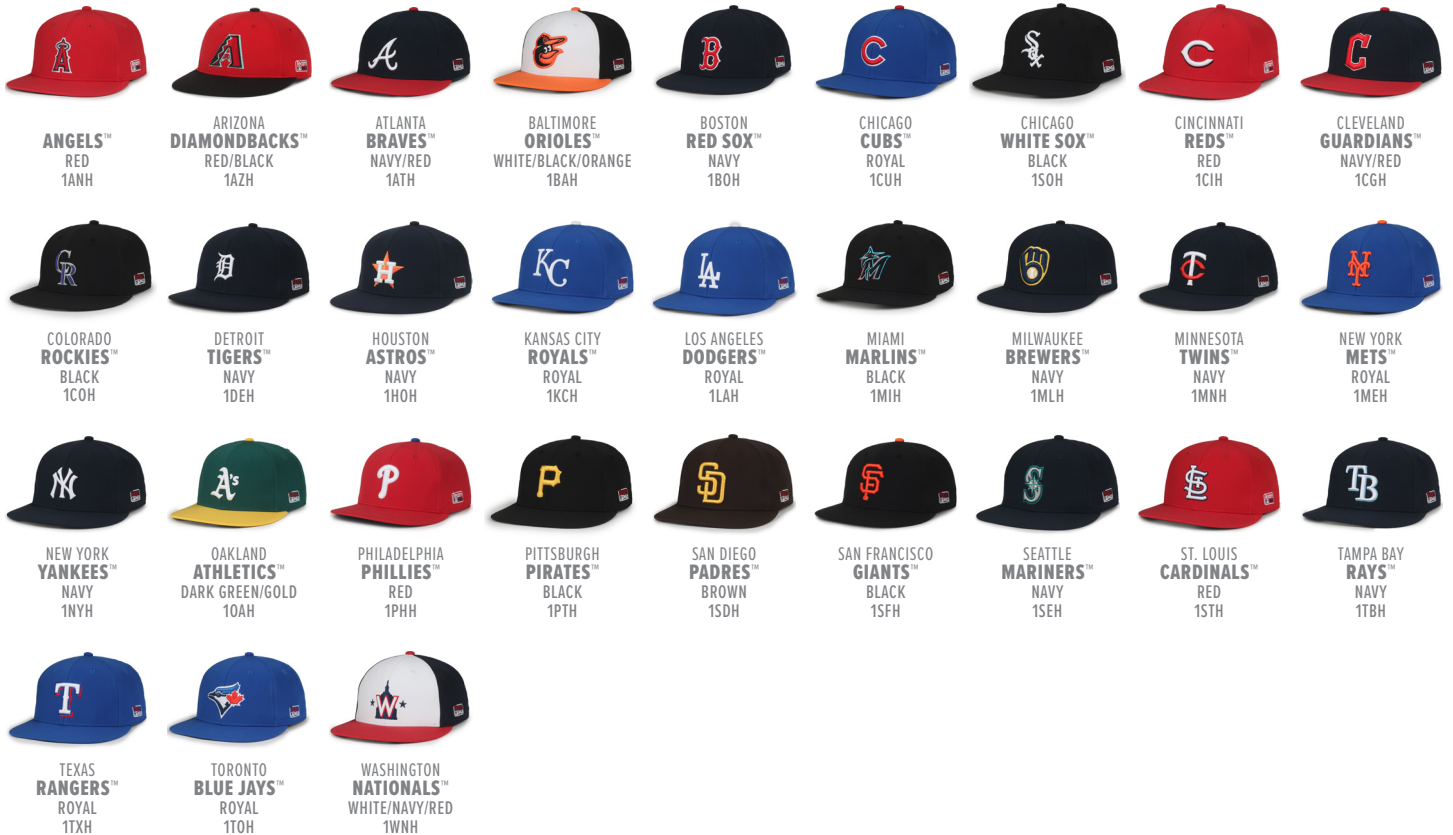 ANGELS™
RED
1ANH
ARIZONA
DIAMONDBACKS™
RED/BLACK
1AZH
ATLANTA
BRAVES™
NAVY/RED
1ATH
BALTIMORE
ORIOLES™
WHITE/BLACK/ORANGE
1BAH
BOSTON
RED SOX™
NAVY
1BOH
CHICAGO
CUBS™
ROYAL
1CUH
CHICAGO
WHITE SOX™
BLACK
1SOH
CINCINNATI
REDS™
RED
1CIH
CLEVELAND
GUARDIANS™
NAVY/RED
1CGH
COLORADO
ROCKIES™
BLACK
1COH
DETROIT
TIGERS™
NAVY
1DEH
HOUSTON
ASTROS™
NAVY
1HOH
KANSAS CITY
ROYALS™
ROYAL
1KCH
LOS ANGELES
DODGERS™
ROYAL
1LAH
MIAMI
MARLINS™
BLACK
1MIH
MILWAUKEE
BREWERS™
NAVY
1MLH
MINNESOTA
TWINS™
NAVY
1MNH
NEW YORK
METS™
ROYAL
1MEH
NEW YORK
YANKEES™
NAVY
1NYH
OAKLAND
ATHLETICS™
DARK GREEN/GOLD
1OAH
PHILADELPHIA
PHILLIES™
RED
1PHH
PITTSBURGH
PIRATES™
BLACK
1PTH
SAN DIEGO
PADRES™
BROWN
1SDH
SAN FRANCISCO
GIANTS™
BLACK
1SFH
SEATTLE
MARINERS™
NAVY
1SEH
ST. LOUIS
CARDINALS™
RED
1STH
TAMPA BAY
RAYS™
NAVY
1TBH
TEXAS
RANGERS™
ROYAL
1TXH
TORONTO
BLUE JAYS™
ROYAL
1TOH
WASHINGTON
NATIONALS™
WHITE/NAVY/RED
1WNH